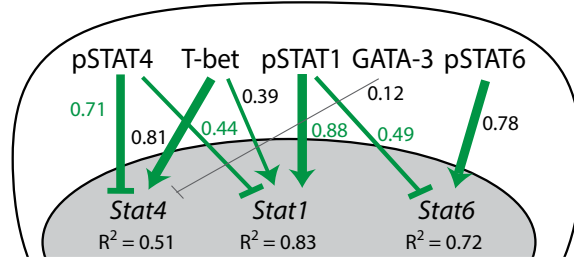 pSTAT4 T-bet pSTAT1 GATA-3 pSTAT6
0.71 0.81 0.44 0.39 0.88 0.12 0.49 0.78
Stat4 Stat1 Stat6
R² = 0.51 R² = 0.83 R² = 0.72